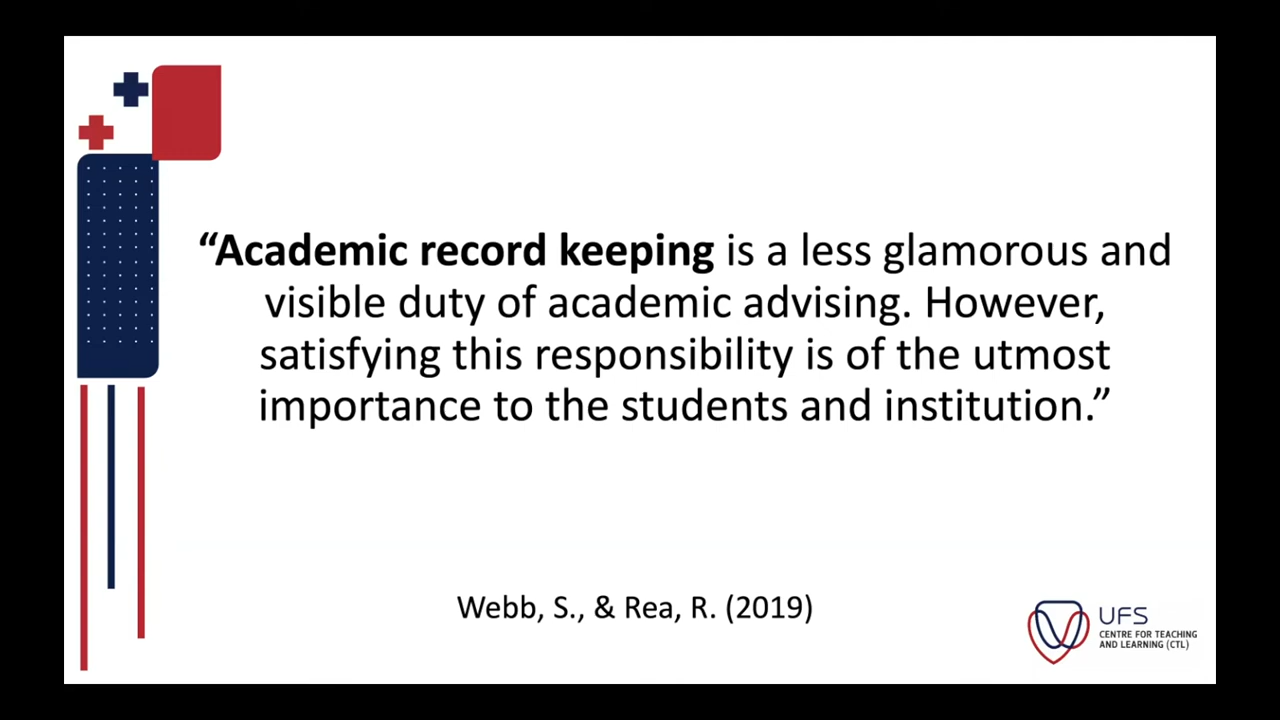 “Academic record keeping is a less glamorous and
visible duty of academic advising. However,
satisfying this responsibility is of the utmost
importance to the students and institution.”
Webb, S., & Rea, R. (2019)
UFS
CENTRE FOR TEACHING
AND LEARNING (CTL)